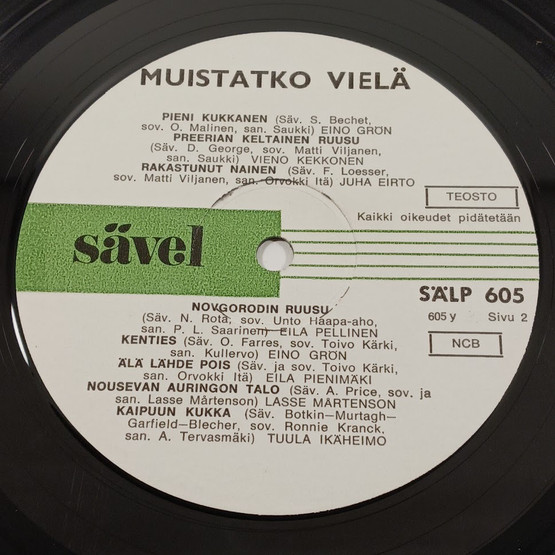 MUISTATKO VIELÄ
PIENI KUKKANEN (Säv. S. Bechet,
sov. O. Malinen, san. Saukki) EINO GRÖN
PREERIAN KELTAINEN RUUSU
(Säv. D. George, sov. Matti Viljanen,
san. Saukki) VIENO KEKKONEN
RAKASTUNUT NAINEN (Säv. F. Loesser,
sov. Matti Viljanen, san. Orvokki Itä) JUHA EIRTO
TEOSTO
Kaikki oikeudet pidätetään
sävel
SÄLP 605
605 y Sivu 2
NCB
NOVGORODIN RUUSU
(Säv. N. Rota, sov. Unto Haapa-aho,
san. P. L. Saarinen) EILA PELLINEN
KENTIES (Säv. O. Farres, sov. Toivo Kärki,
san. Kullervo) EINO GRÖN
ÄLÄ LÄHDE POIS (Säv. ja sov. Toivo Kärki,
san. Orvokki Itä) EILA PIENIMÄKI
NOUSEVAN AURINGON TALO (Säv. A. Price, sov. ja
san. Lasse Mårtenson) LASSE MÅRTENSON
KAIPUUN KUKKA (Säv. Botkin—Murtagh—
Garfield—Blecher, sov. Ronnie Kranck,
san. A. Tervasmäki) TUULA IKÄHEIMO